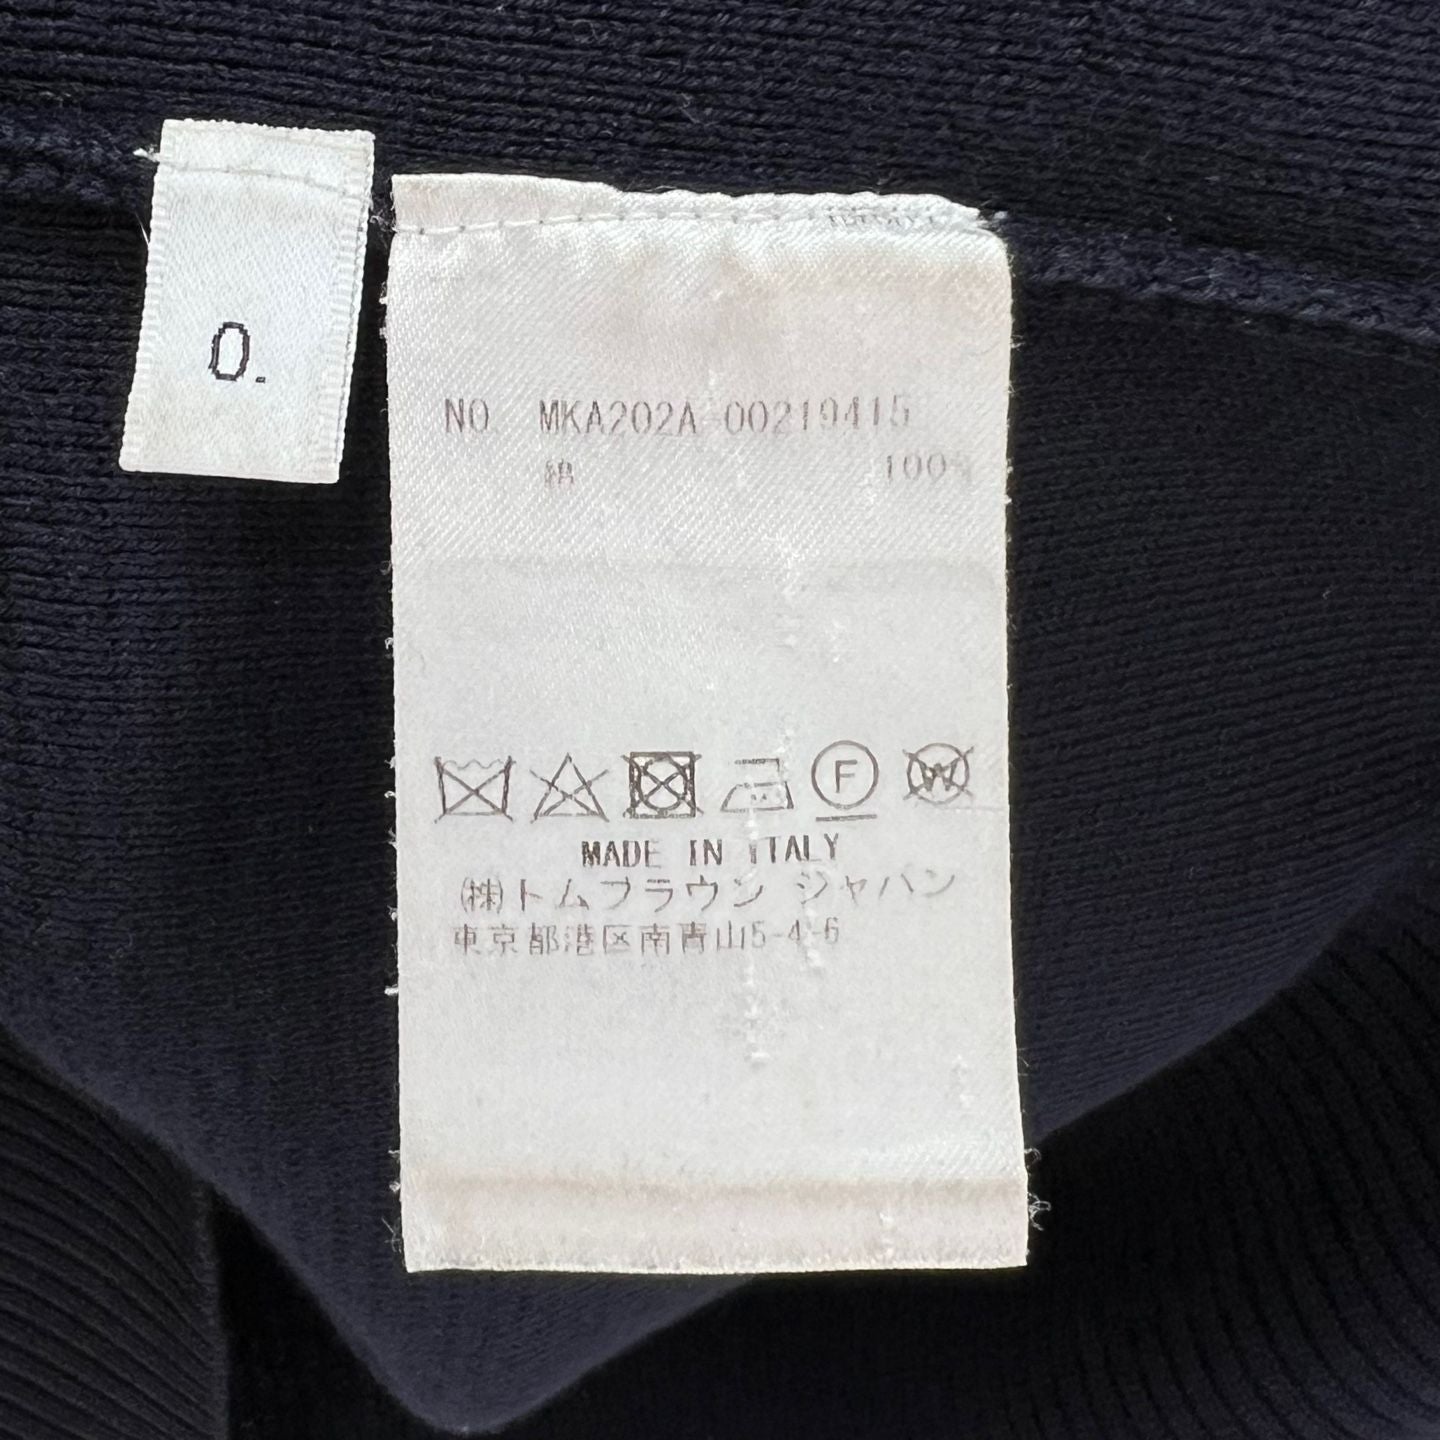 0.
NO MKA202A-00219415
綿 100%
F W
MADE IN ITALY
(株)トムブラウン ジャパン
東京都港区南青山5-4-6